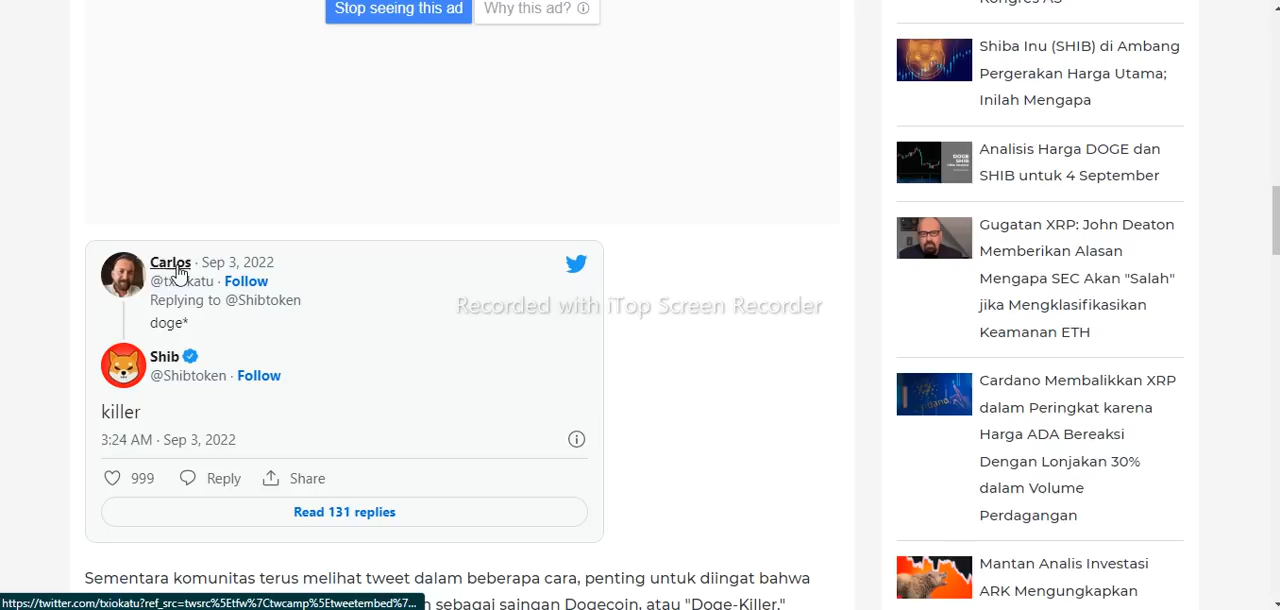 Stop seeing this ad Why this ad?
Carlos · Sep 3, 2022
@txiokatu · Follow
Replying to @Shibtoken
doge*
Shib
@Shibtoken · Follow
killer
3:24 AM · Sep 3, 2022
999 Reply Share
Read 131 replies
Recorded with iTop Screen Recorder
Sementara komunitas terus melihat tweet dalam beberapa cara, penting untuk diingat bahwa
sebagai saingan Dogecoin, atau "Doge-Killer."
https://twitter.com/txiokatu?ref_src=twsrc%5Etfw%7Ctwcamp%5Etweetembed%7...
Shiba Inu (SHIB) di Ambang
Pergerakan Harga Utama;
Inilah Mengapa
Analisis Harga DOGE dan
SHIB untuk 4 September
Gugatan XRP: John Deaton
Memberikan Alasan
Mengapa SEC Akan "Salah"
jika Mengklasifikasikan
Keamanan ETH
Cardano Membalikkan XRP
dalam Peringkat karena
Harga ADA Bereaksi
Dengan Lonjakan 30%
dalam Volume
Perdagangan
Mantan Analis Investasi
ARK Mengungkapkan